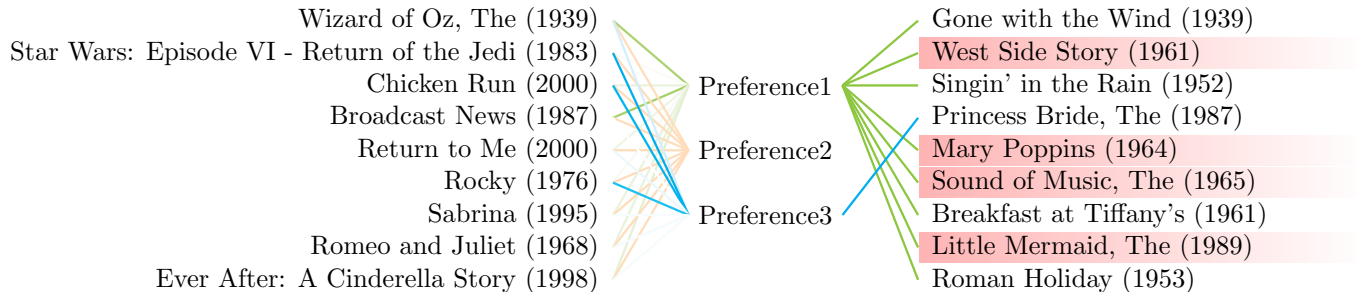 Wizard of Oz, The (1939)
Star Wars: Episode VI - Return of the Jedi (1983)
Chicken Run (2000)
Broadcast News (1987)
Return to Me (2000)
Rocky (1976)
Sabrina (1995)
Romeo and Juliet (1968)
Ever After: A Cinderella Story (1998)
Preference1
Preference2
Preference3
Gone with the Wind (1939)
West Side Story (1961)
Singin' in the Rain (1952)
Princess Bride, The (1987)
Mary Poppins (1964)
Sound of Music, The (1965)
Breakfast at Tiffany's (1961)
Little Mermaid, The (1989)
Roman Holiday (1953)